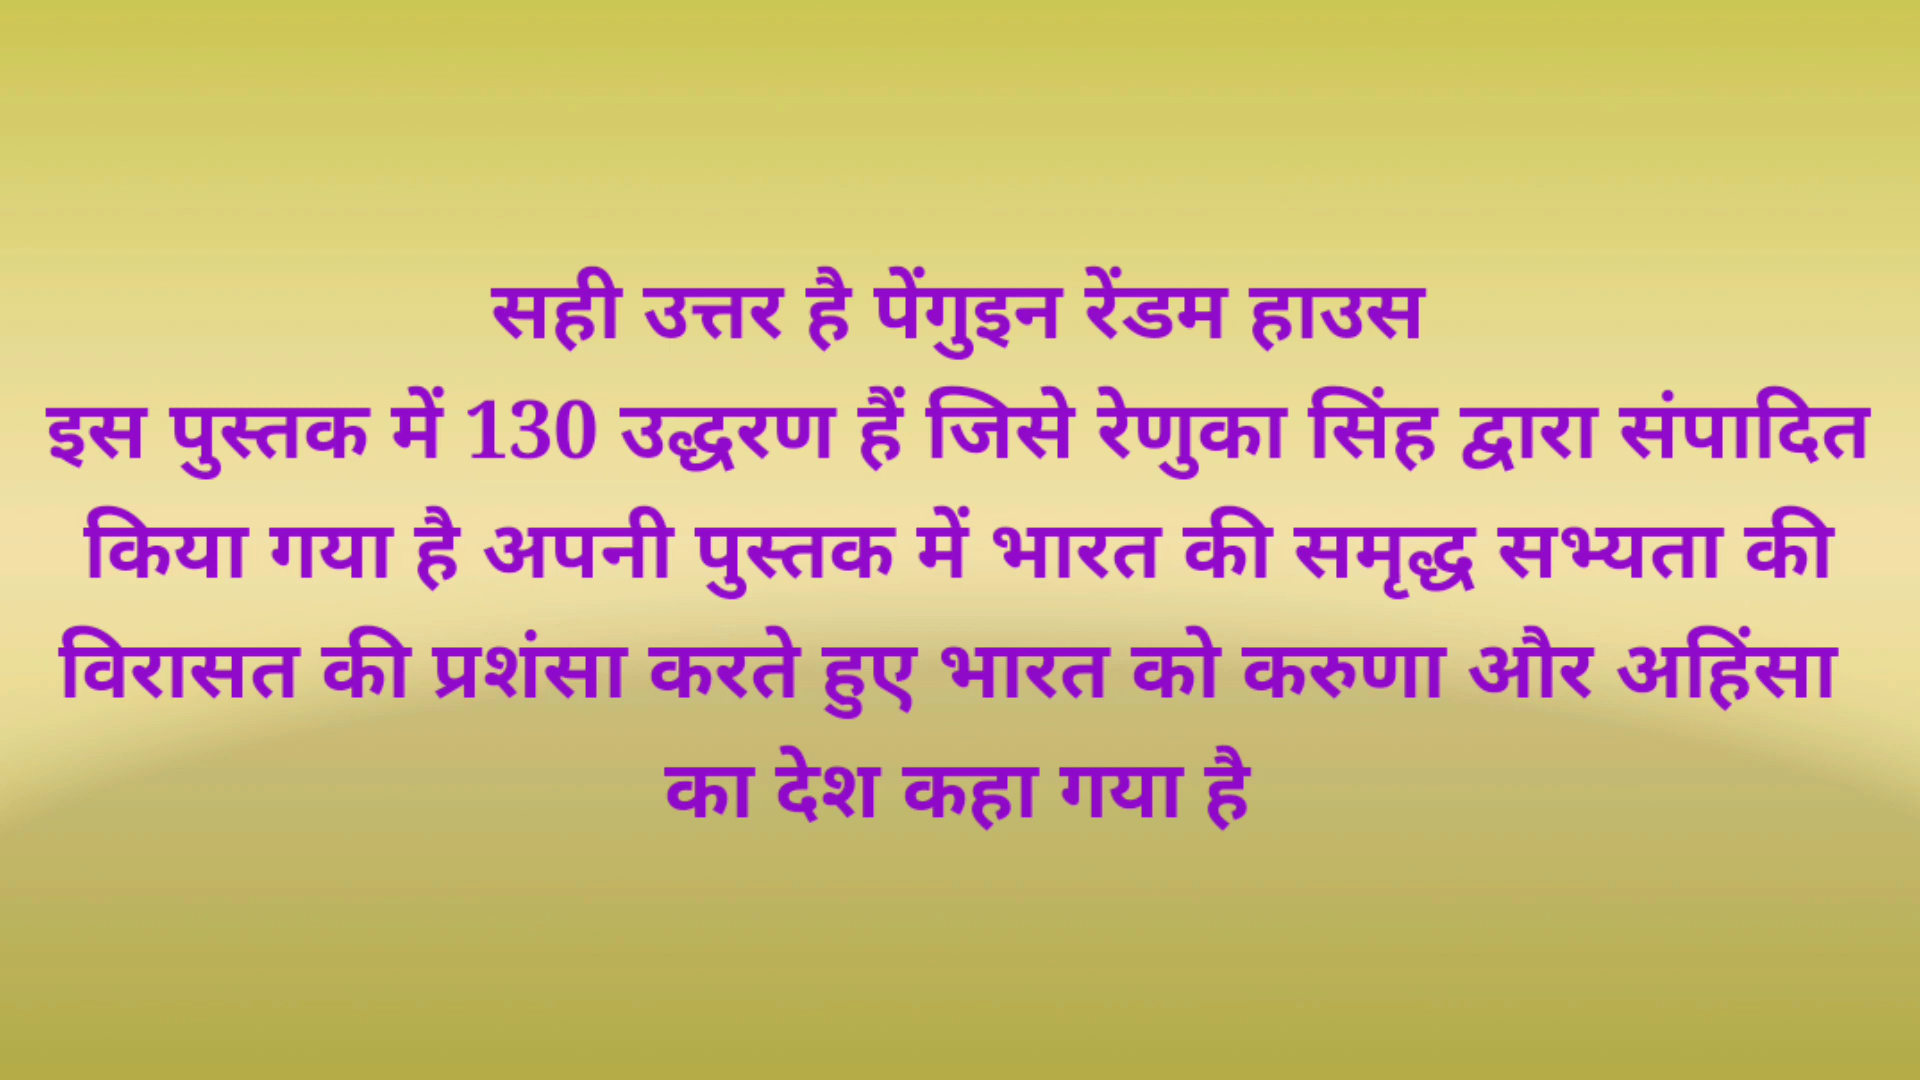 सही उत्तर है पेंगुइन रेंडम हाउस
इस पुस्तक में 130 उद्धरण हैं जिसे रेणुका सिंह द्वारा संपादित
किया गया है अपनी पुस्तक में भारत की समृद्ध सभ्यता की
विरासत की प्रशंसा करते हुए भारत को करुणा और अहिंसा
का देश कहा गया है